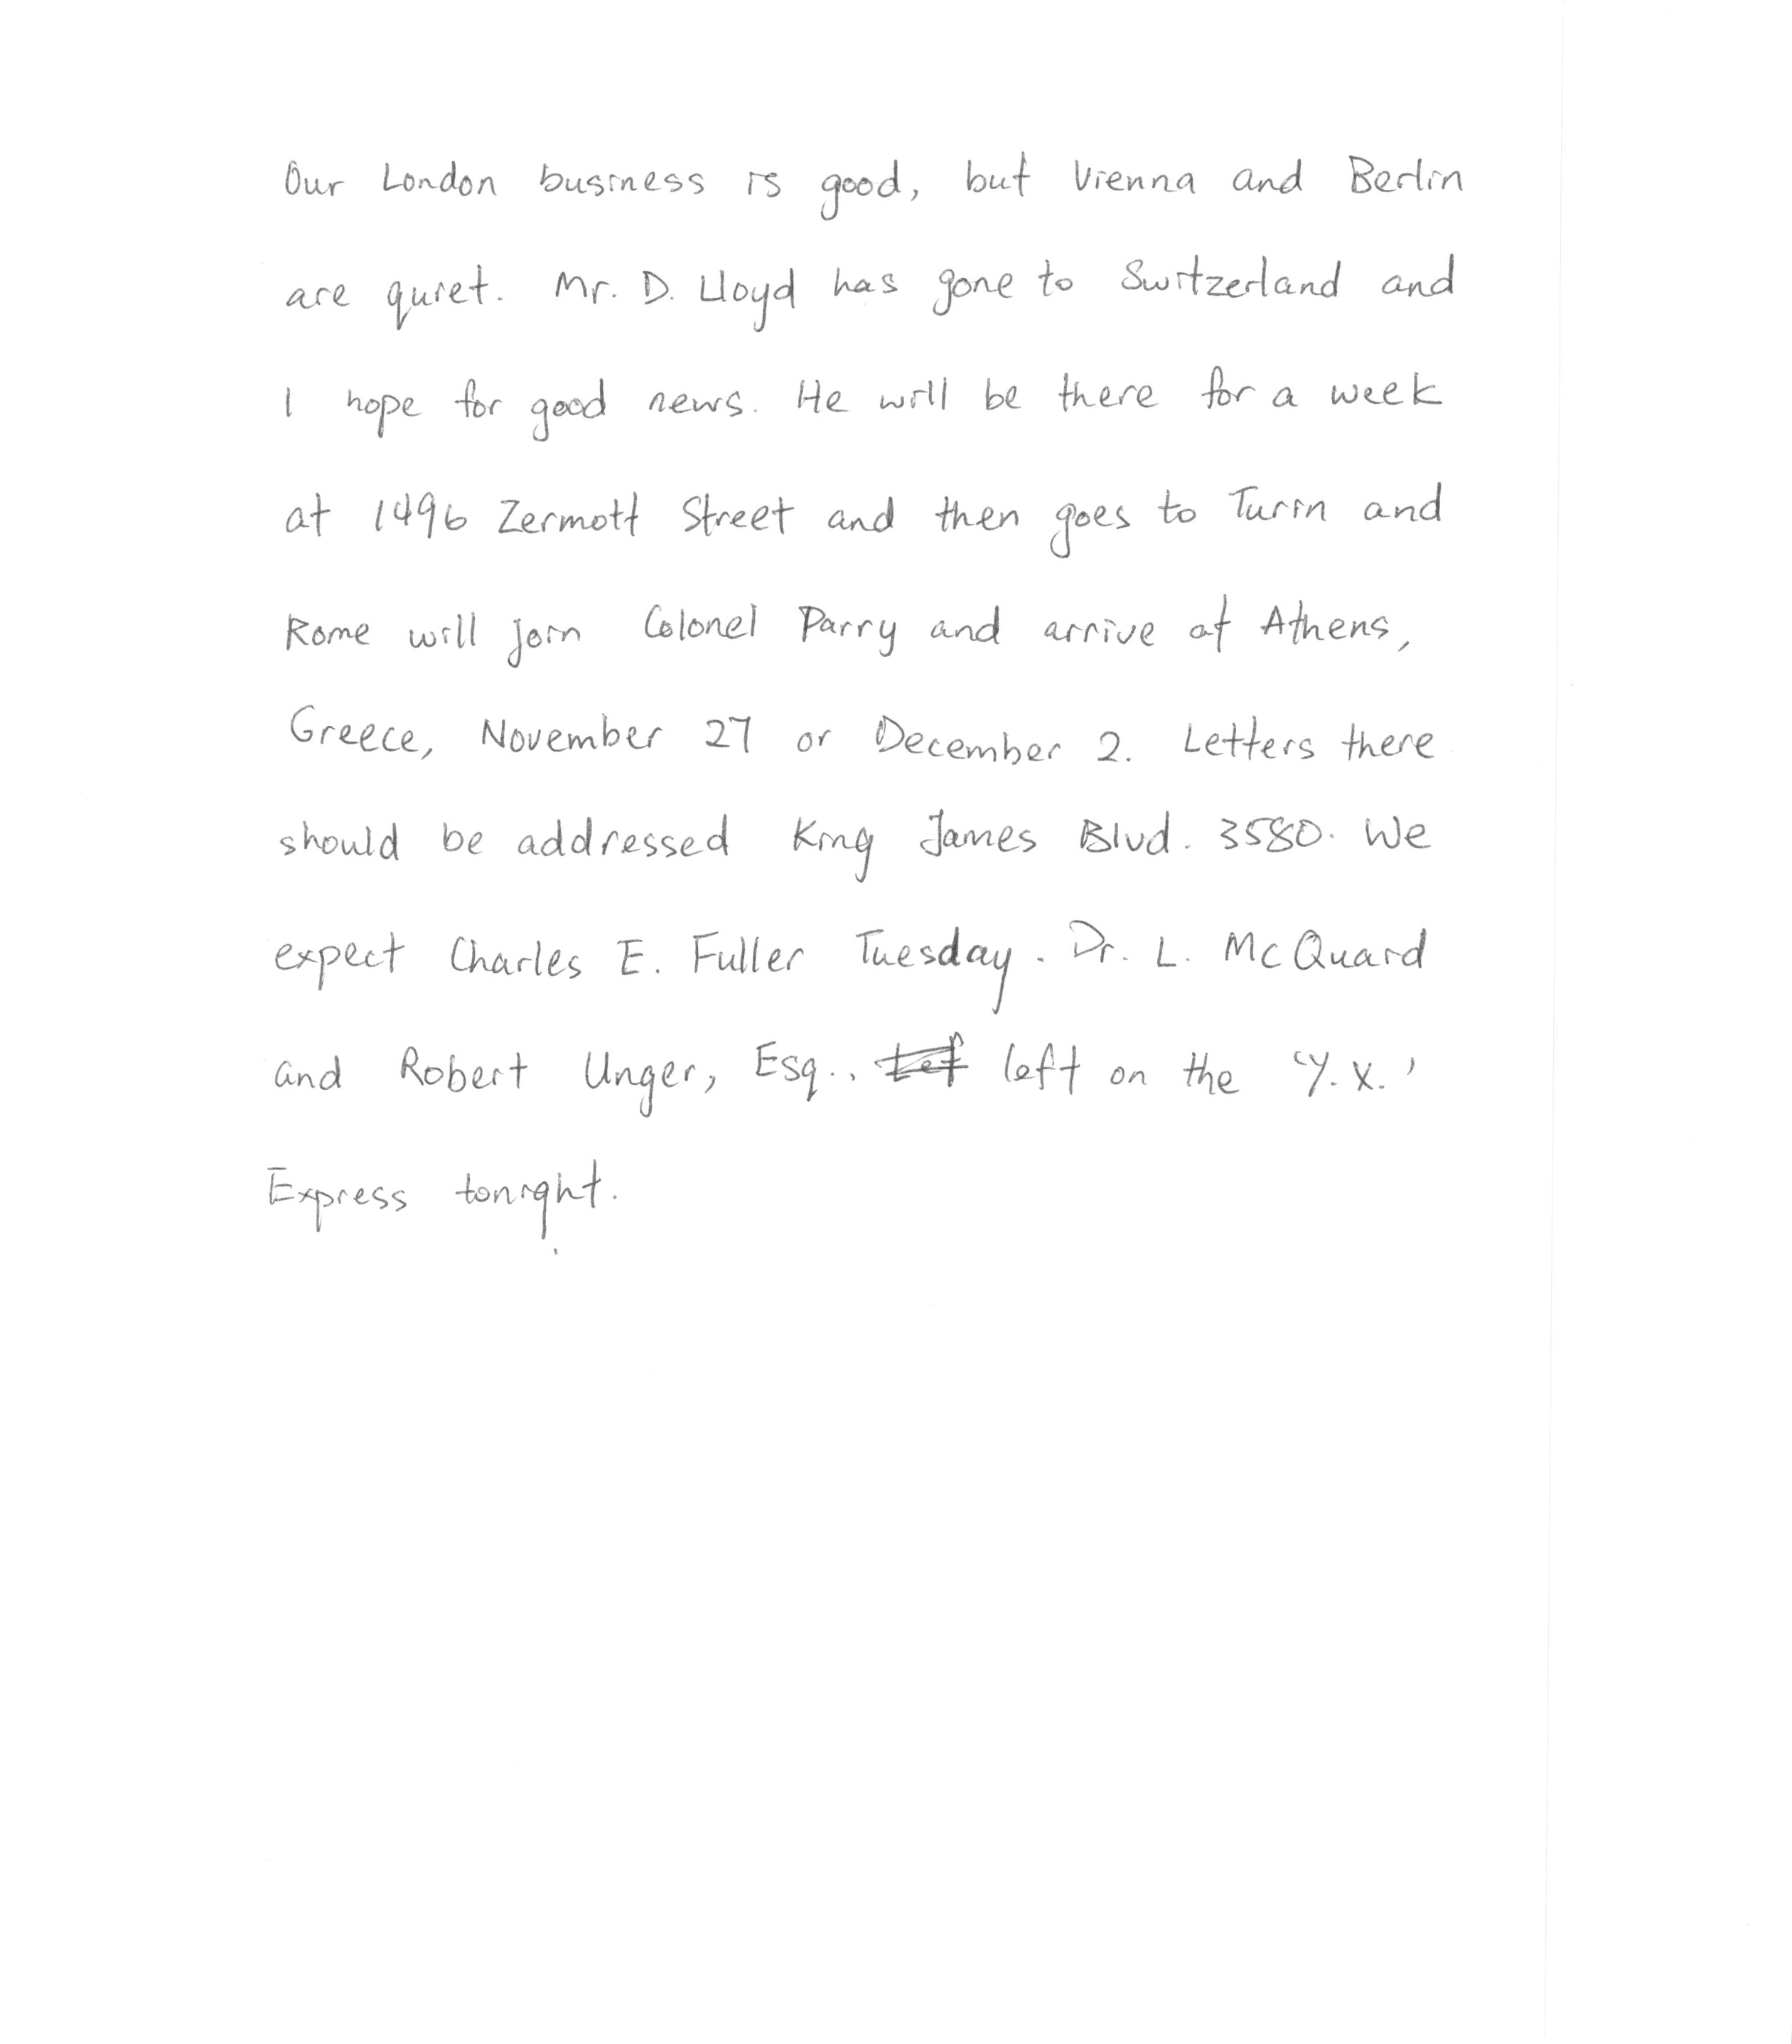 Our London business is good, but Vienna and Berlin
are quiet. Mr. D. Lloyd has gone to Switzerland and
I hope for good news. He will be there for a week
at 1496 Zermott Street and then goes to Turin and
Rome will join Colonel Parry and arrive at Athens,
Greece, November 27 or December 2. Letters there
should be addressed King James Blvd. 3580. We
expect Charles E. Fuller Tuesday. Dr. L. McQuard
and Robert Unger, Esq., left on the 'Y.X.'
Express tonight.